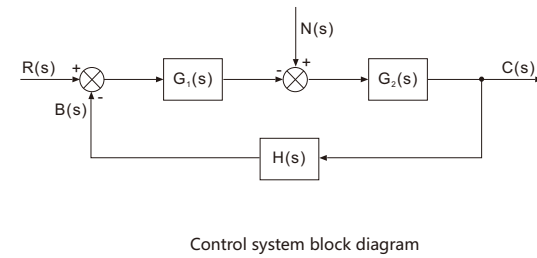 N(s)
R(s) + G₁(s) - + G₂(s) C(s)
B(s) -
H(s)
Control system block diagram